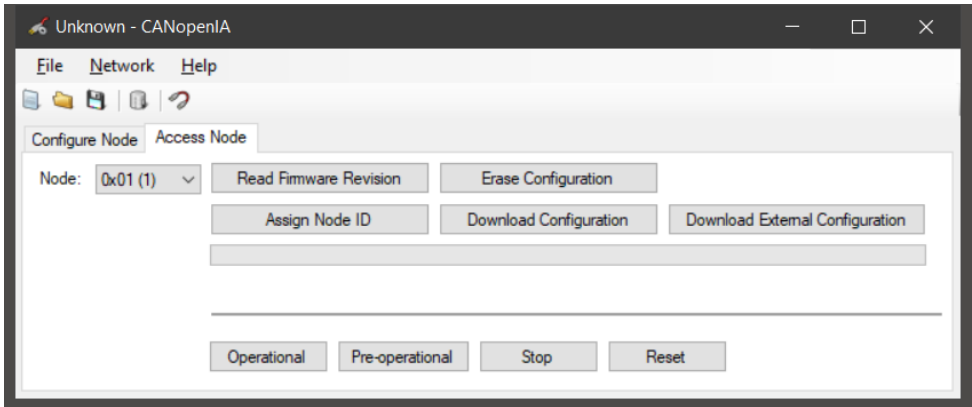 Unknown - CANopenIA
File Network Help
Configure Node Access Node
Node: 0x01 (1) Read Firmware Revision Erase Configuration
Assign Node ID Download Configuration Download External Configuration
Operational Pre-operational Stop Reset